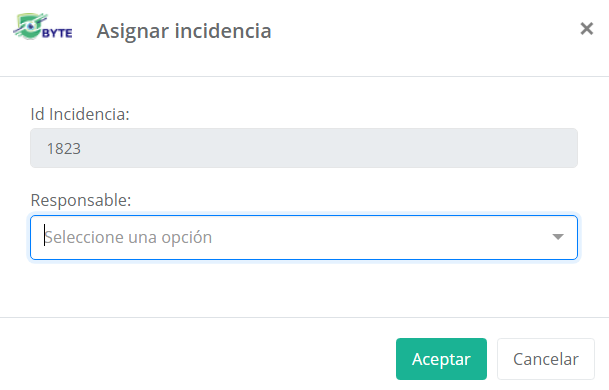 BYTE
Asignar incidencia
×
Id Incidencia:
1823
Responsable:
Seleccione una opción
Aceptar
Cancelar